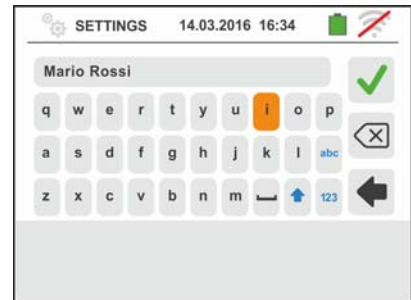 SETTINGS 14.03.2016 16:34
Mario Rossi
q w e r t y u i o p
a s d f g h j k l abc
z x c v b n m 123